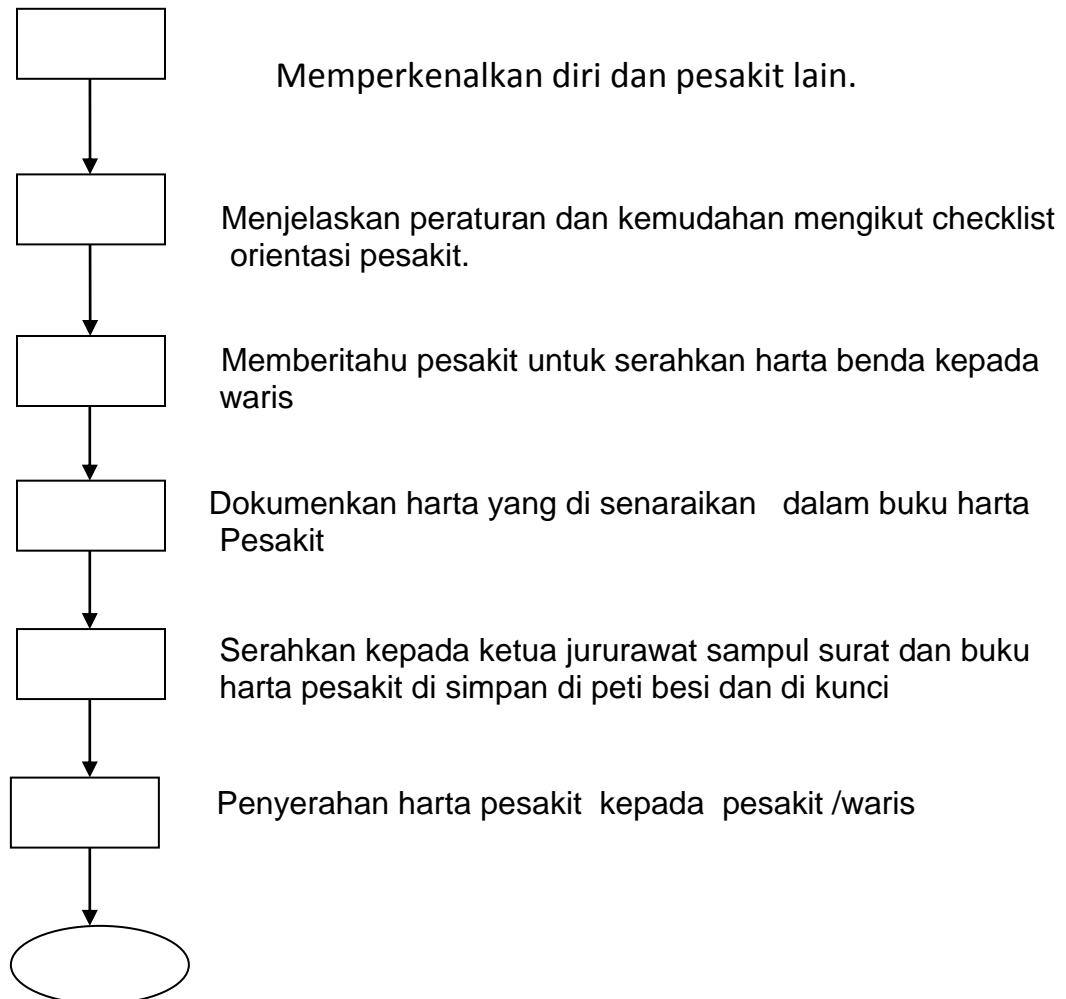 Memperkenalkan diri dan pesakit lain.
Menjelaskan peraturan dan kemudahan mengikut checklist
orientasi pesakit.
Memberitahu pesakit untuk serahkan harta benda kepada
waris
Dokumenkan harta yang di senaraikan   dalam buku harta
Pesakit
Serahkan kepada ketua jururawat sampul surat dan buku
harta pesakit di simpan di peti besi dan di kunci
Penyerahan harta pesakit  kepada  pesakit /waris